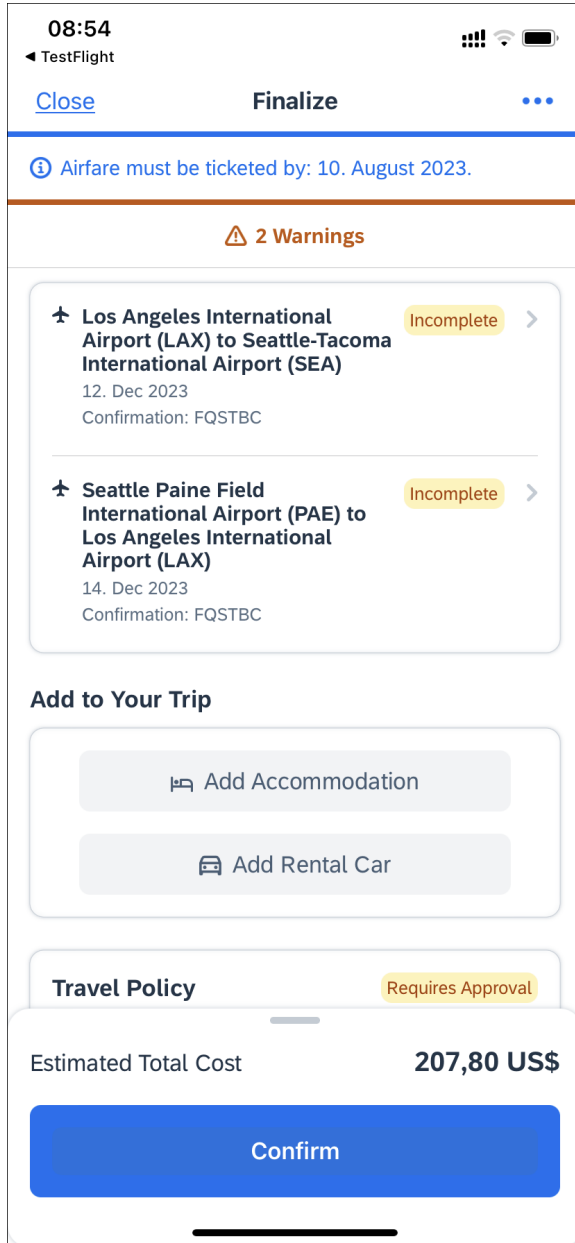 08:54
◀ TestFlight
Close
Finalize
Airfare must be ticketed by: 10. August 2023.
2 Warnings
Los Angeles International
Airport (LAX) to Seattle-Tacoma
International Airport (SEA)
Incomplete
12. Dec 2023
Confirmation: FQSTBC
Seattle Paine Field
International Airport (PAE) to
Los Angeles International
Airport (LAX)
Incomplete
14. Dec 2023
Confirmation: FQSTBC
Add to Your Trip
Add Accommodation
Add Rental Car
Travel Policy
Requires Approval
Estimated Total Cost
207,80 US$
Confirm